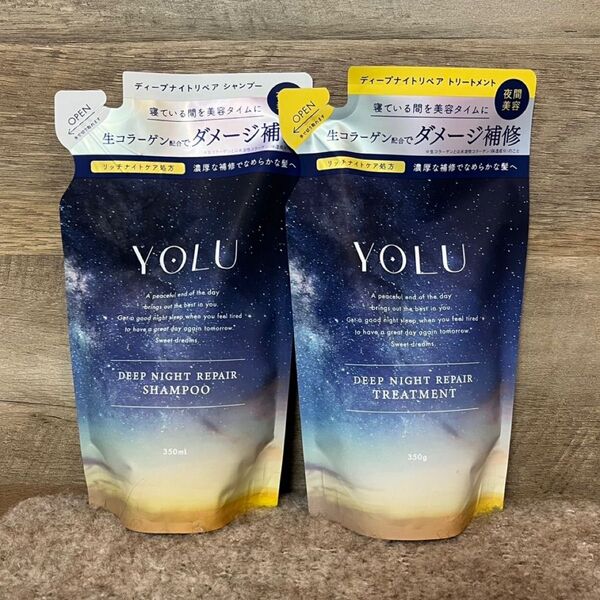 ディープナイトリペア シャンプー
OPEN
寝ている間を美容タイムに
生コラーゲン配合でダメージ補
リッチナイトケア処方
濃厚な補修でなめらかな髪へ
YOLU
A peaceful end of the day
brings out the best in you.
Get a good night sleep when you feel tired
to have a great day again tomorrow."
Sweet dreams.
DEEP NIGHT REPAIR
SHAMPOO
350ml
ディープナイトリペア トリートメント
OPEN
夜間
美容
寝ている間を美容タイムに
生コラーゲン配合でダメージ補修
リッチナイトケア処方
濃厚な補修でなめらかな髪へ
YOLU
A peaceful end of the day
brings out the best in you.
Get a good night sleep when you feel tired
to have a great day again tomorrow."
Sweet dreams.
DEEP NIGHT REPAIR
TREATMENT
350g